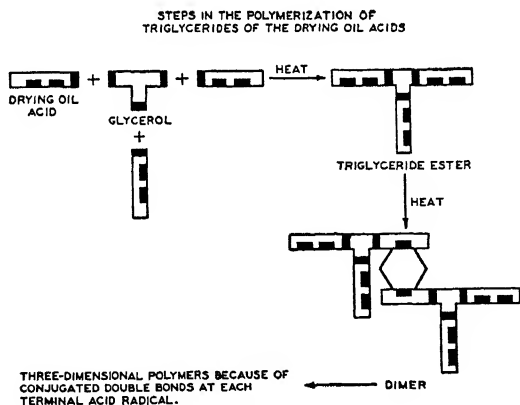 STEPS IN THE POLYMERIZATION OF
TRIGLYCERIDES OF THE DRYING OIL ACIDS
+ + HEAT
DRYING OIL
ACID
GLYCEROL
+
TRIGLYCERIDE ESTER
HEAT
THREE-DIMENSIONAL POLYMERS BECAUSE OF
CONJUGATED DOUBLE BONDS AT EACH
TERMINAL ACID RADICAL.
DIMER